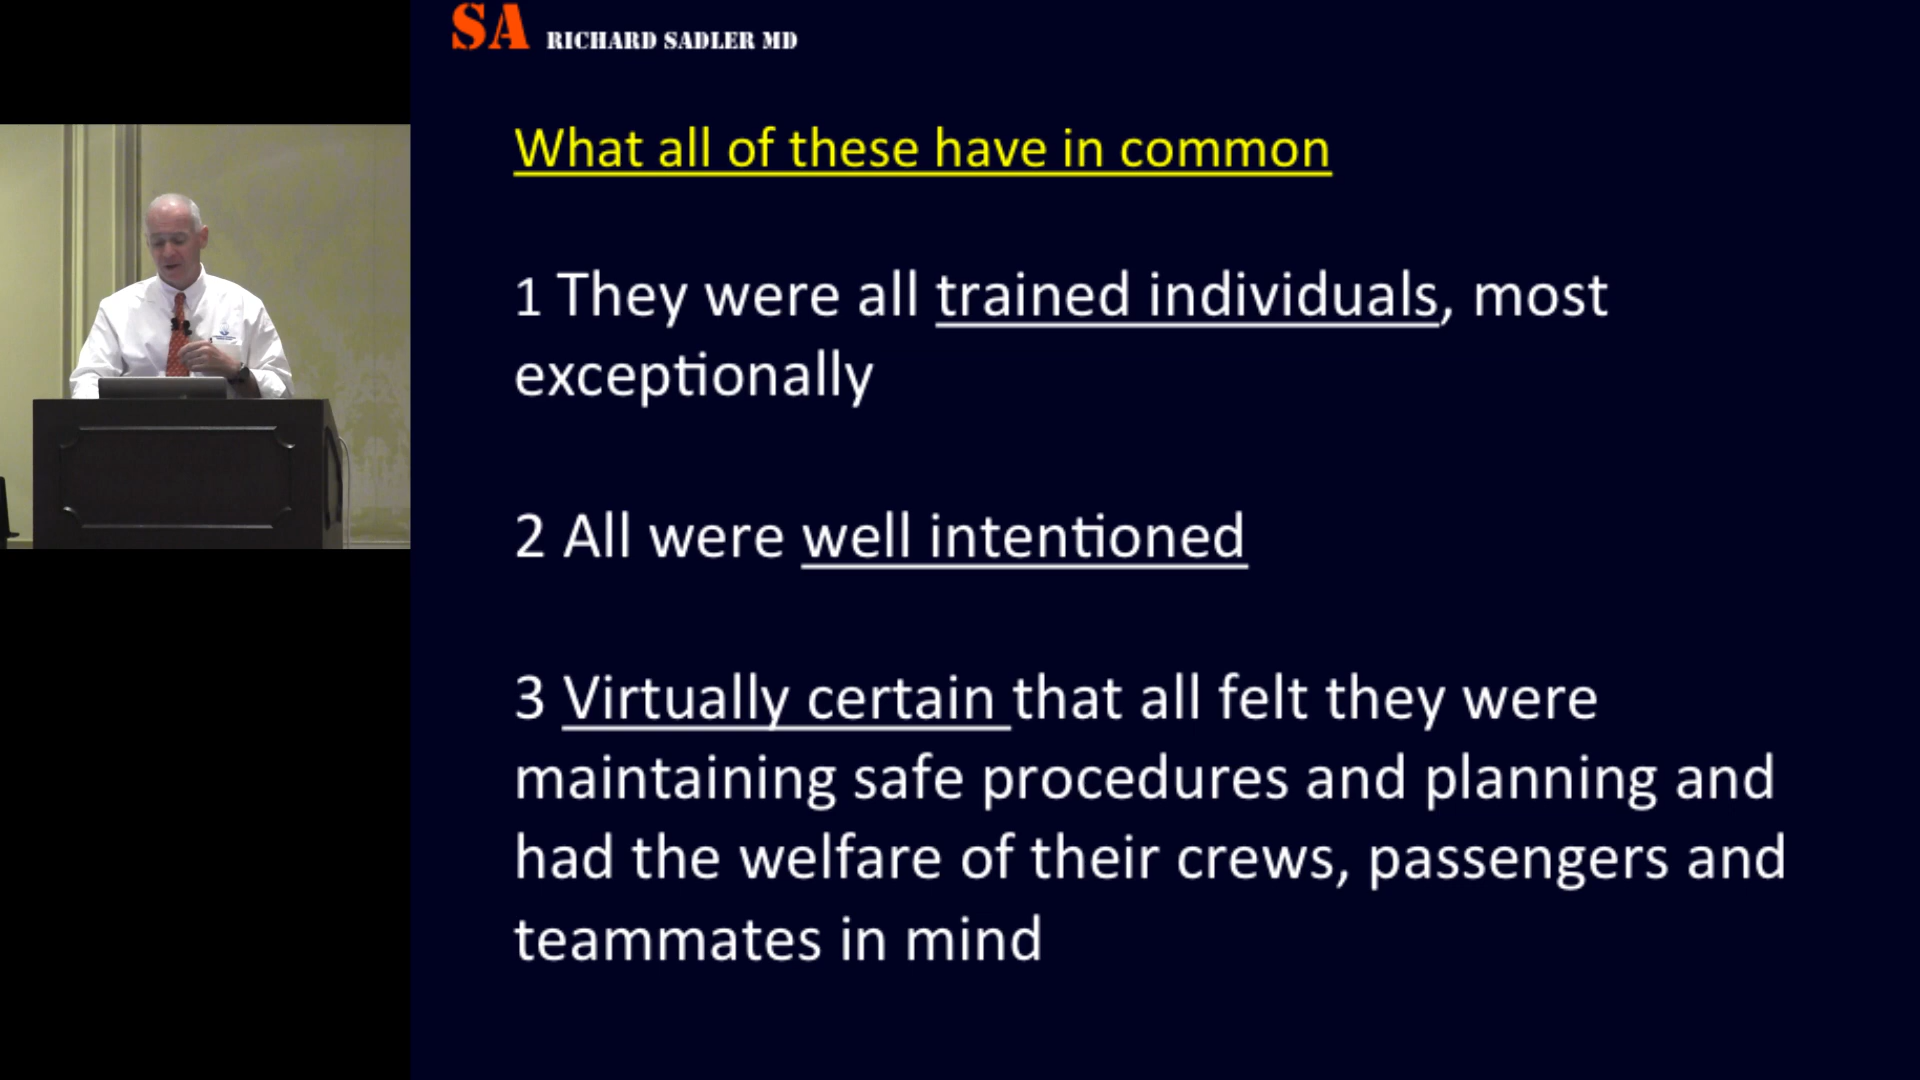 SA RICHARD SADLER MD
What all of these have in common
1 They were all trained individuals, most
exceptionally
2 All were well intentioned
3 Virtually certain that all felt they were
maintaining safe procedures and planning and
had the welfare of their crews, passengers and
teammates in mind